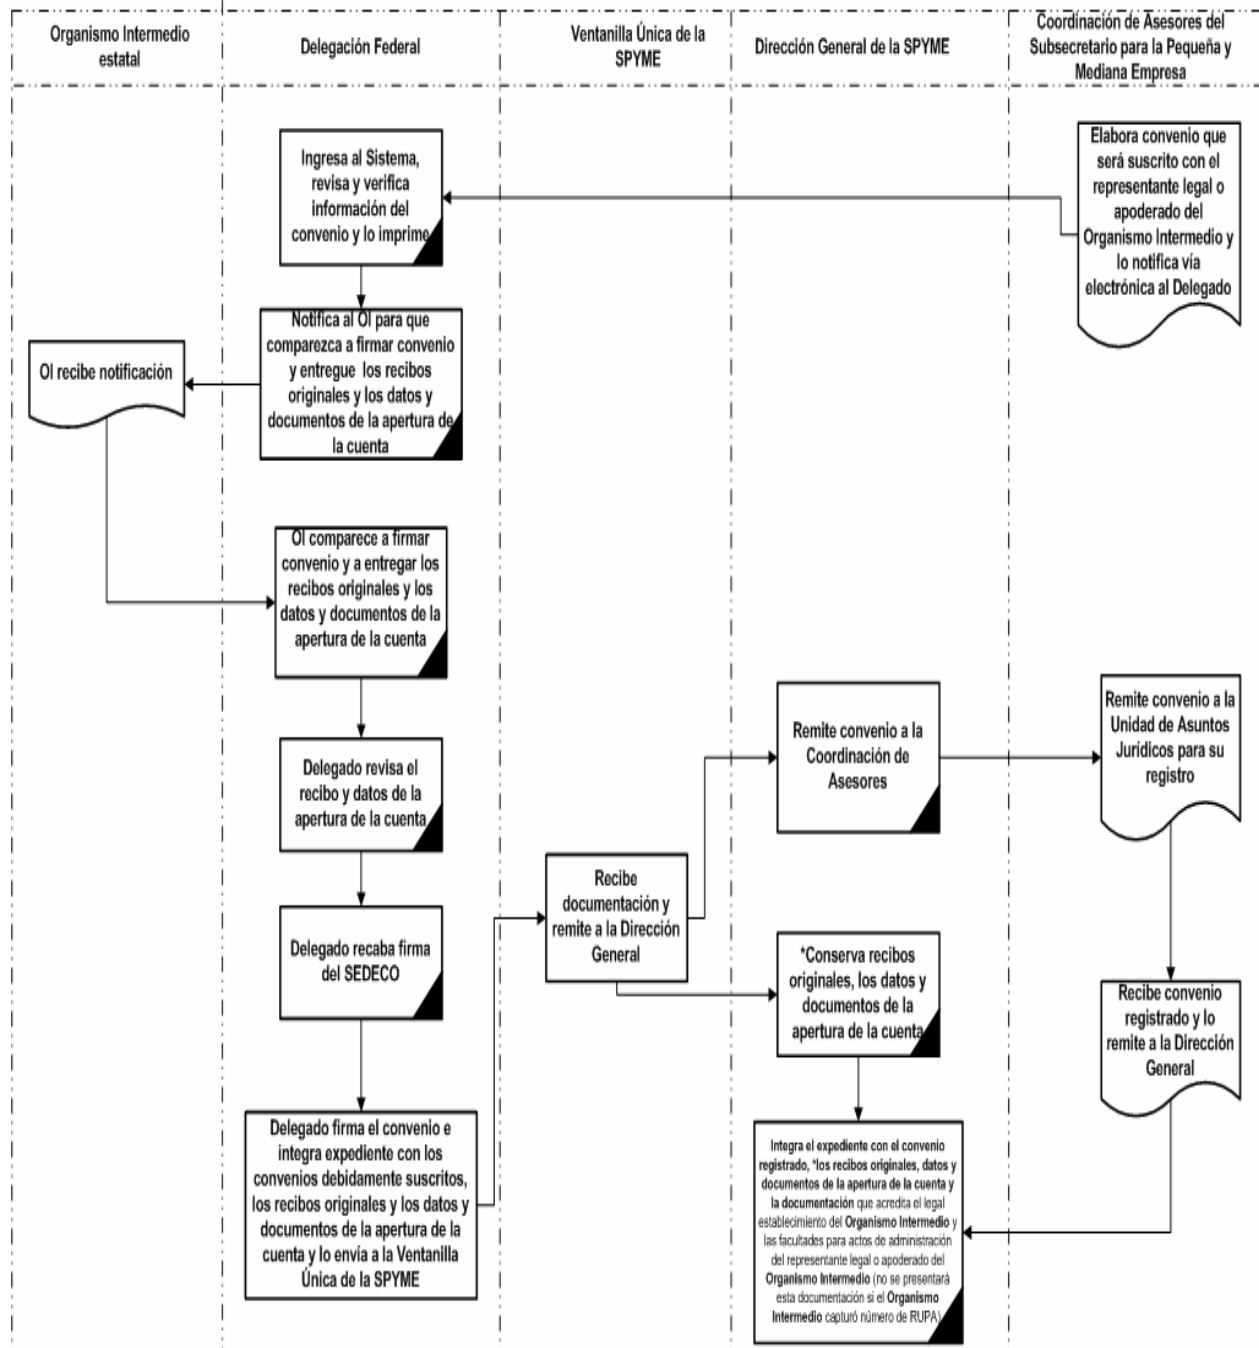 Organismo Intermedio
estatal
Delegación Federal
Ventanilla Única de la
SPYME
Dirección General de la SPYME
Coordinación de Asesores del
Subsecretario para la Pequeña y
Mediana Empresa
Elabora convenio que
será suscrito con el
representante legal o
apoderado del
Organismo Intermedio y
lo notifica vía
electrónica al Delegado
Ingresa al Sistema,
revisa y verifica
información del
convenio y lo imprime
Notifica al OI para que
comparezca a firmar convenio
y entregue los recibos
originales y los datos y
documentos de la apertura de
la cuenta
OI recibe notificación
OI comparece a firmar
convenio y a entregar los
recibos originales y los
datos y documentos de la
apertura de la cuenta
Delegado revisa el
recibo y datos de la
apertura de la cuenta
Delegado recaba firma
del SEDECO
Delegado firma el convenio e
integra expediente con los
convenios debidamente suscritos,
los recibos originales y los datos y
documentos de la apertura de la
cuenta y lo envía a la Ventanilla
Única de la SPYME
Recibe
documentación y
remite a la Dirección
General
Remite convenio a la
Coordinación de
Asesores
Remite convenio a la
Unidad de Asuntos
Jurídicos para su
registro
*Conserva recibos
originales, los datos y
documentos de la
apertura de la cuenta
Recibe convenio
registrado y lo
remite a la Dirección
General
Integra el expediente con el convenio
registrado, *los recibos originales, datos y
documentos de la apertura de la cuenta y
la documentación que acredita el legal
establecimiento del Organismo Intermedio y
las facultades para actos de administración
del representante legal o apoderado del
Organismo Intermedio (no se presentará
esta documentación si el Organismo
Intermedio capturó número de RUPA)